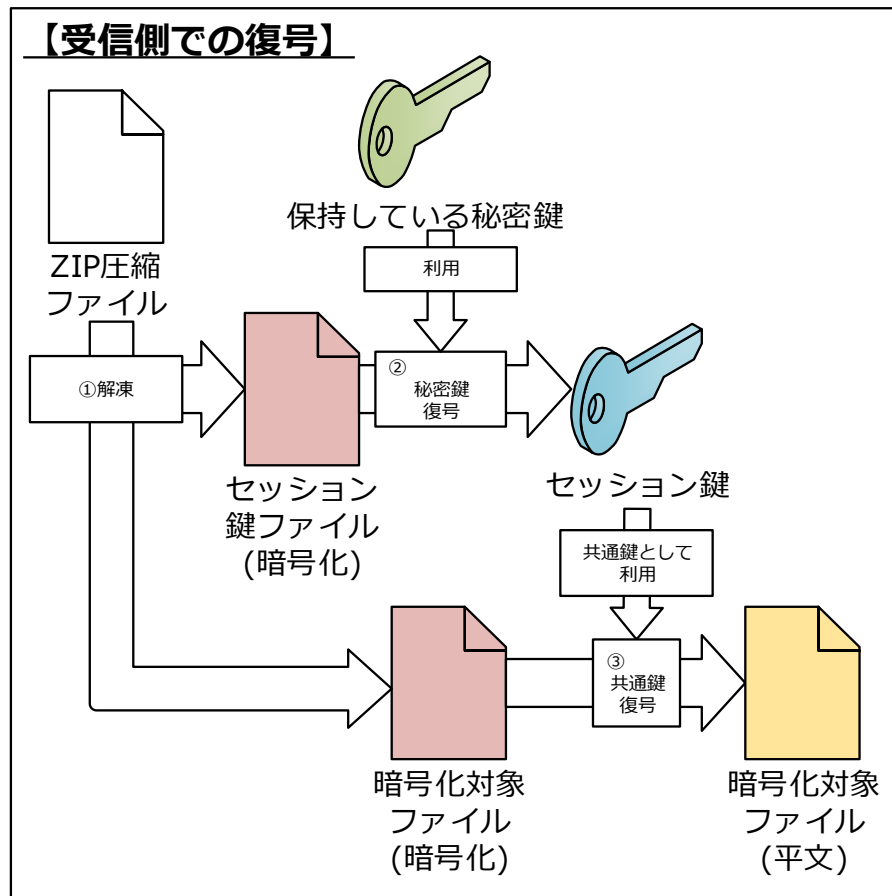 【受信側での復号】
保持している秘密鍵
利用
ZIP圧縮
ファイル
①解凍
②
秘密鍵
復号
セッション
鍵ファイル
(暗号化)
セッション鍵
共通鍵として
利用
③
共通鍵
復号
暗号化対象
ファイル
(暗号化)
暗号化対象
ファイル
(平文)